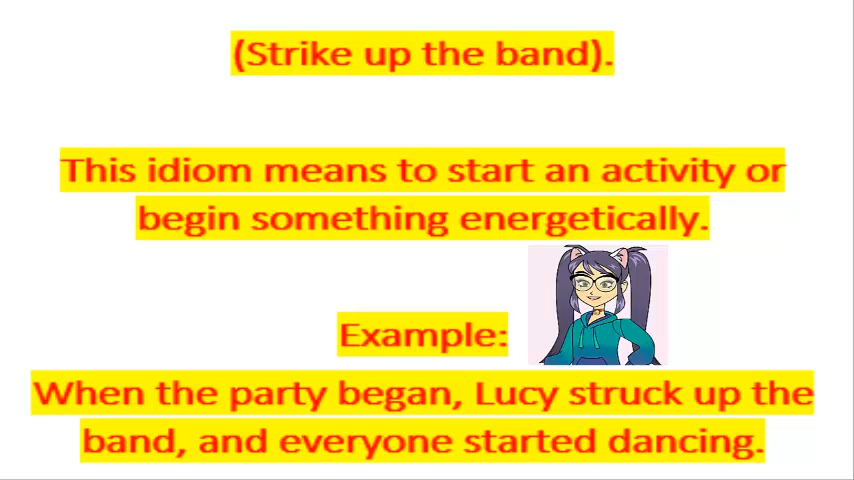 (Strike up the band).
This idiom means to start an activity or
begin something energetically.
Example:
When the party began, Lucy struck up the
band, and everyone started dancing.